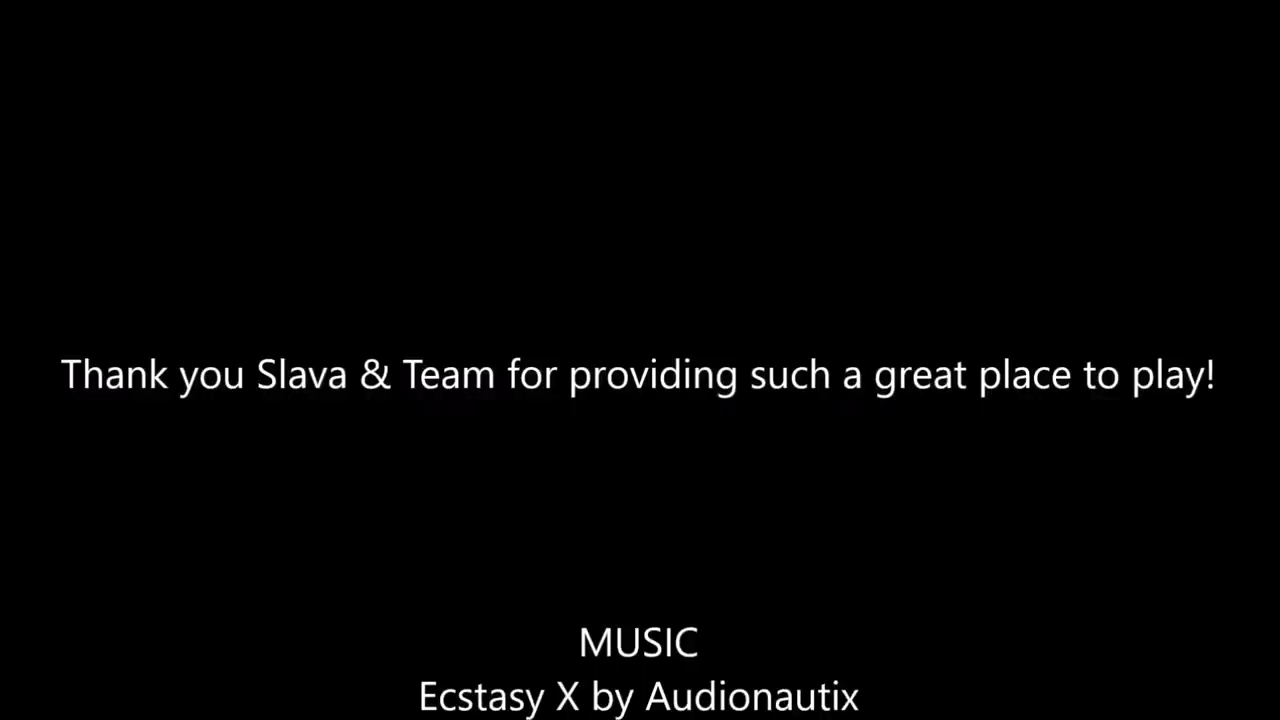 Thank you Slava & Team for providing such a great place to play!
MUSIC
Ecstasy X by Audionautix